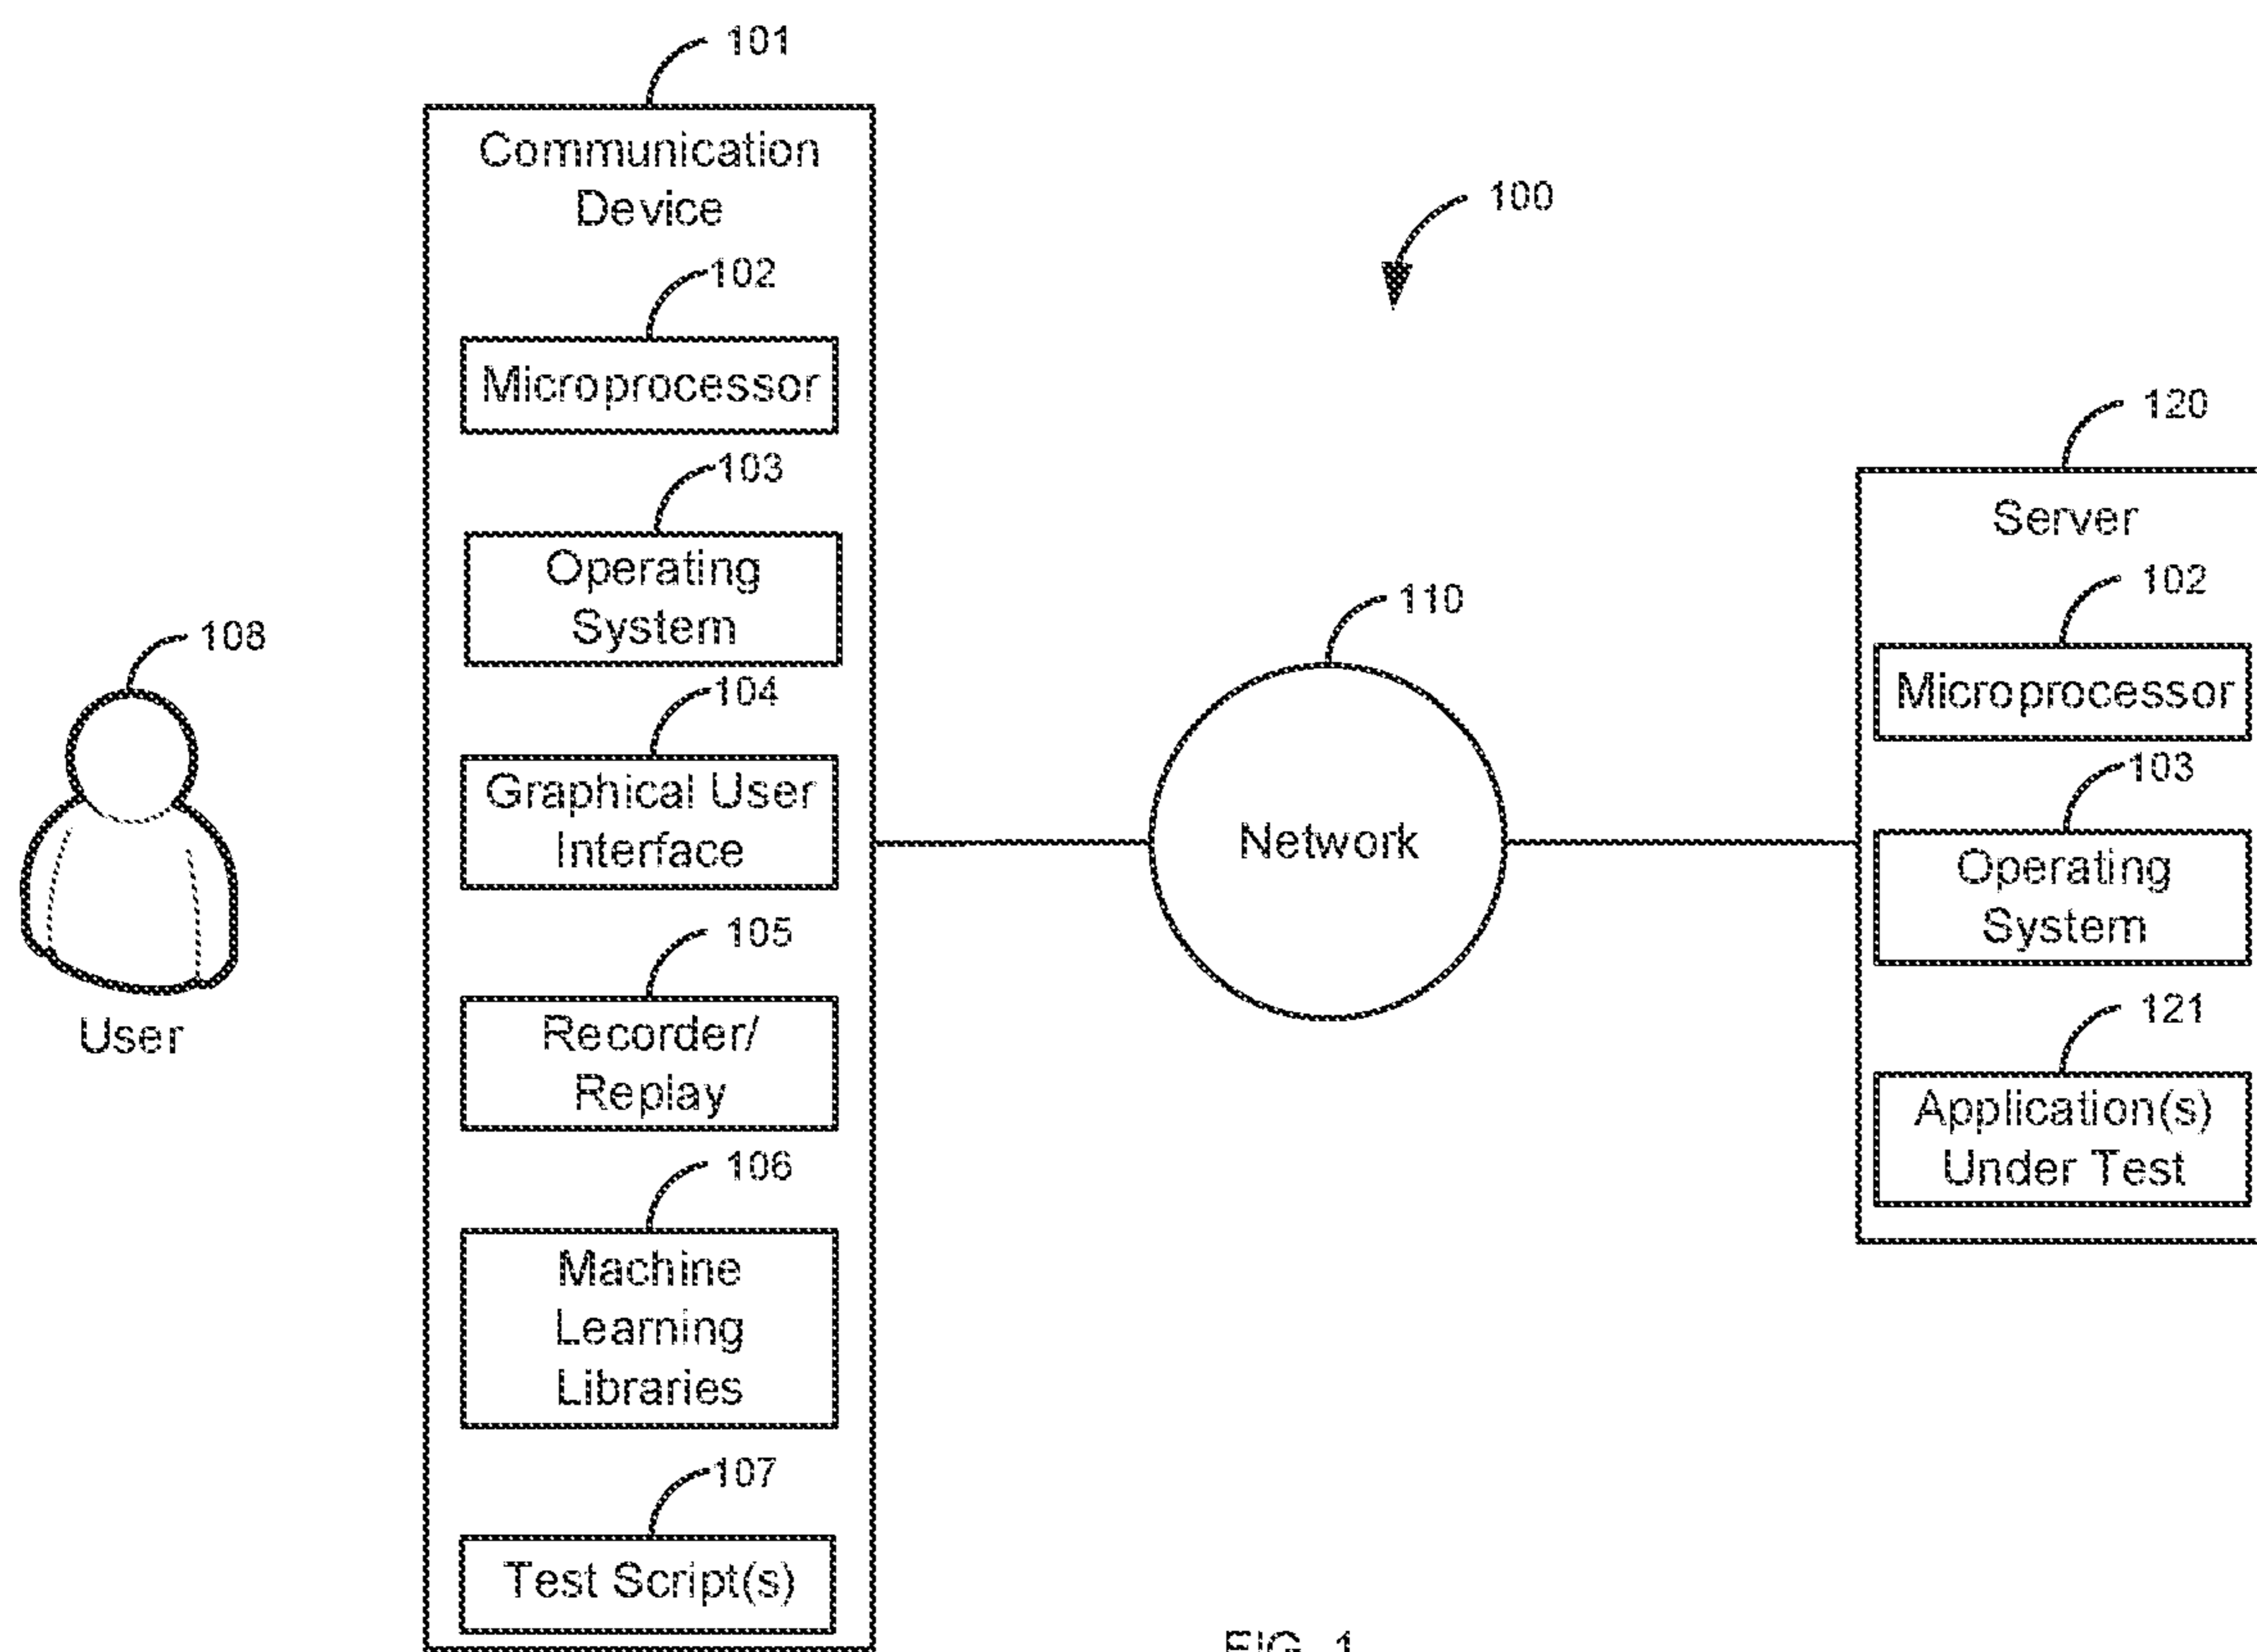 101
Communication
Device
102
Microprocessor
103
Operating
System
104
Graphical User
Interface
105
Recorder/
Replay
106
Machine
Learning
Libraries
107
Test Script(s)
108
User
100
110
Network
120
Server
102
Microprocessor
103
Operating
System
121
Application(s)
Under Test
FIG. 1